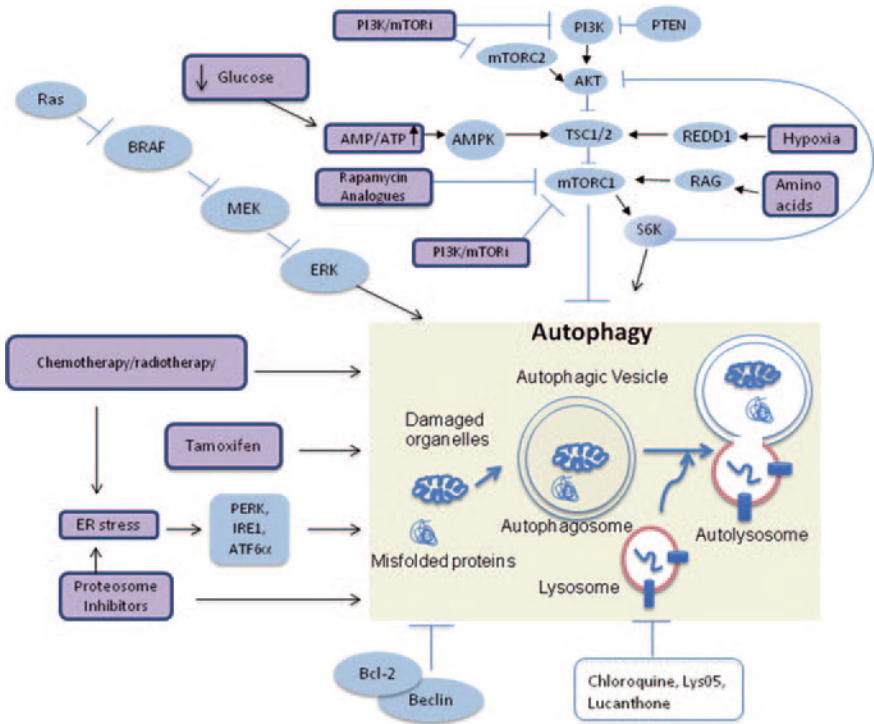 PI3K/mTORi
PI3K
PTEN
mTORC2
AKT
Glucose
Ras
BRAF
AMP/ATP
AMPK
TSC1/2
REDD1
Hypoxia
Rapamycin
Analogues
mTORC1
RAG
Amino
acids
MEK
PI3K/mTORi
S6K
ERK
Autophagy
Chemotherapy/radiotherapy
Autophagic Vesicle
Damaged
organelles
Tamoxifen
ER stress
PERK,
IRE1,
ATF6α
Autophagosome
Autolysosome
Misfolded proteins
Proteosome
Inhibitors
Lysosome
Bcl-2
Beclin
Chloroquine, Lys05,
Lucanthone